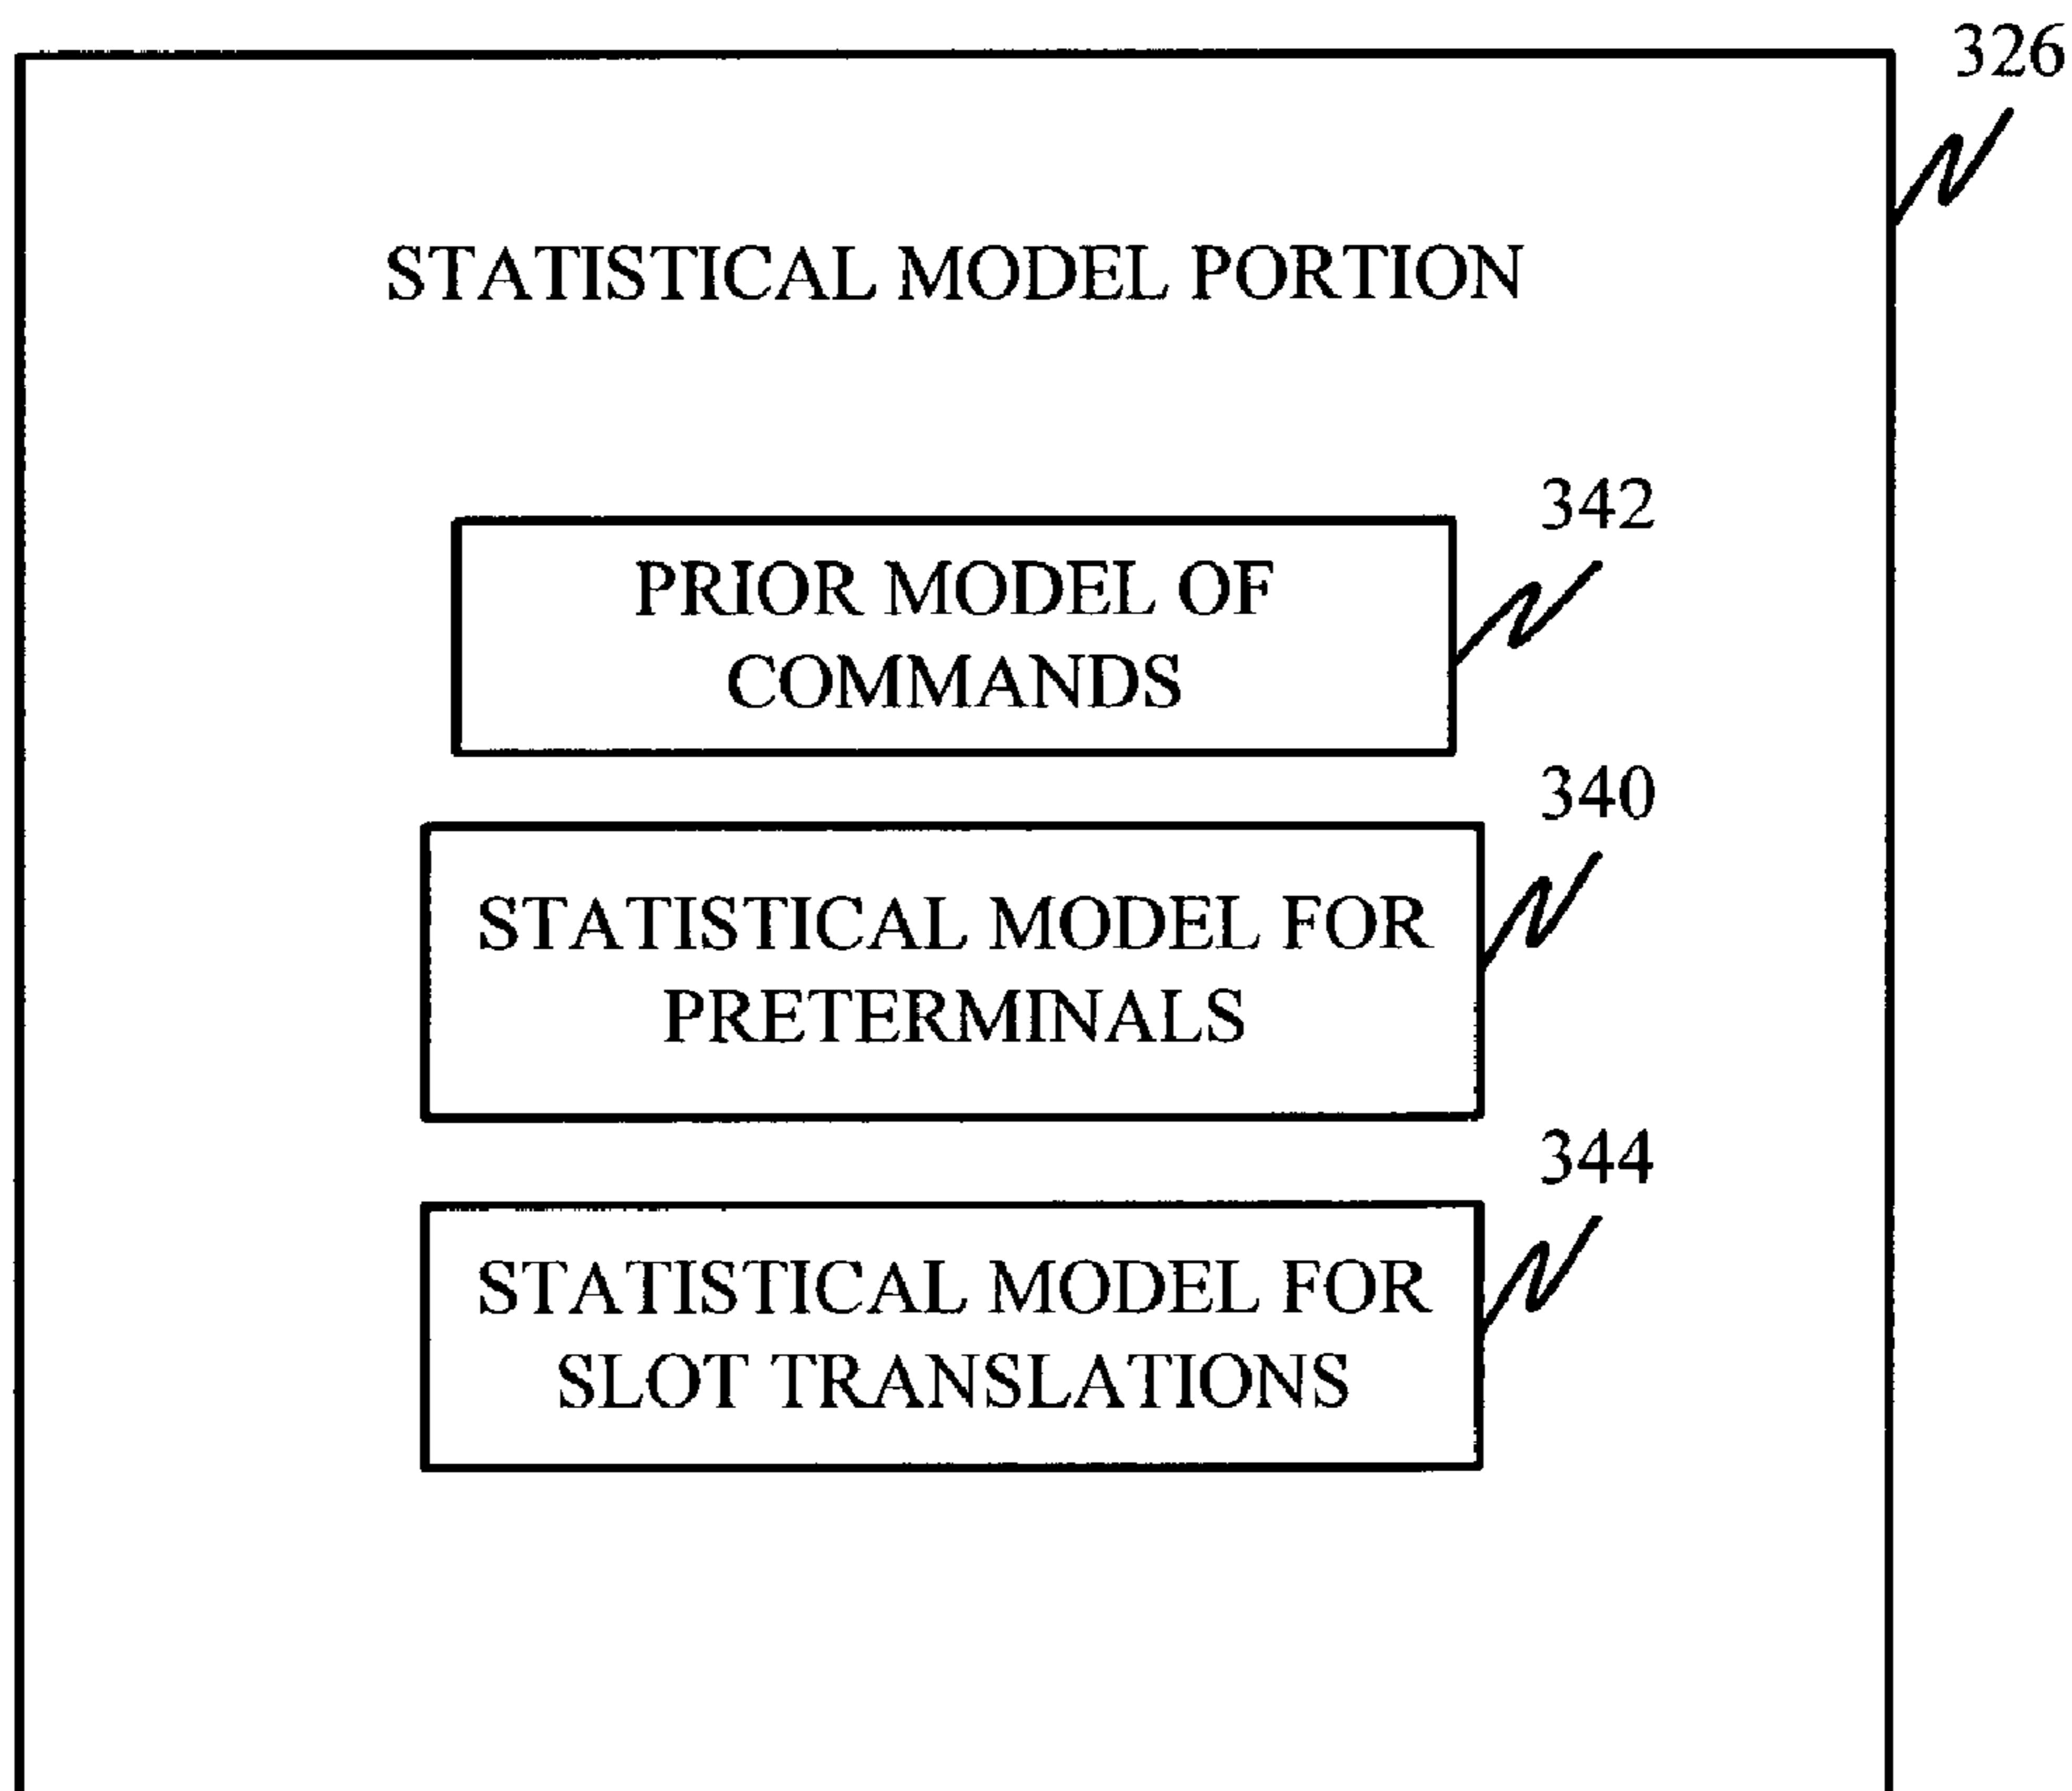 326
STATISTICAL MODEL PORTION
342
PRIOR MODEL OF
COMMANDS
340
STATISTICAL MODEL FOR
PRETERMINALS
344
STATISTICAL MODEL FOR
SLOT TRANSLATIONS